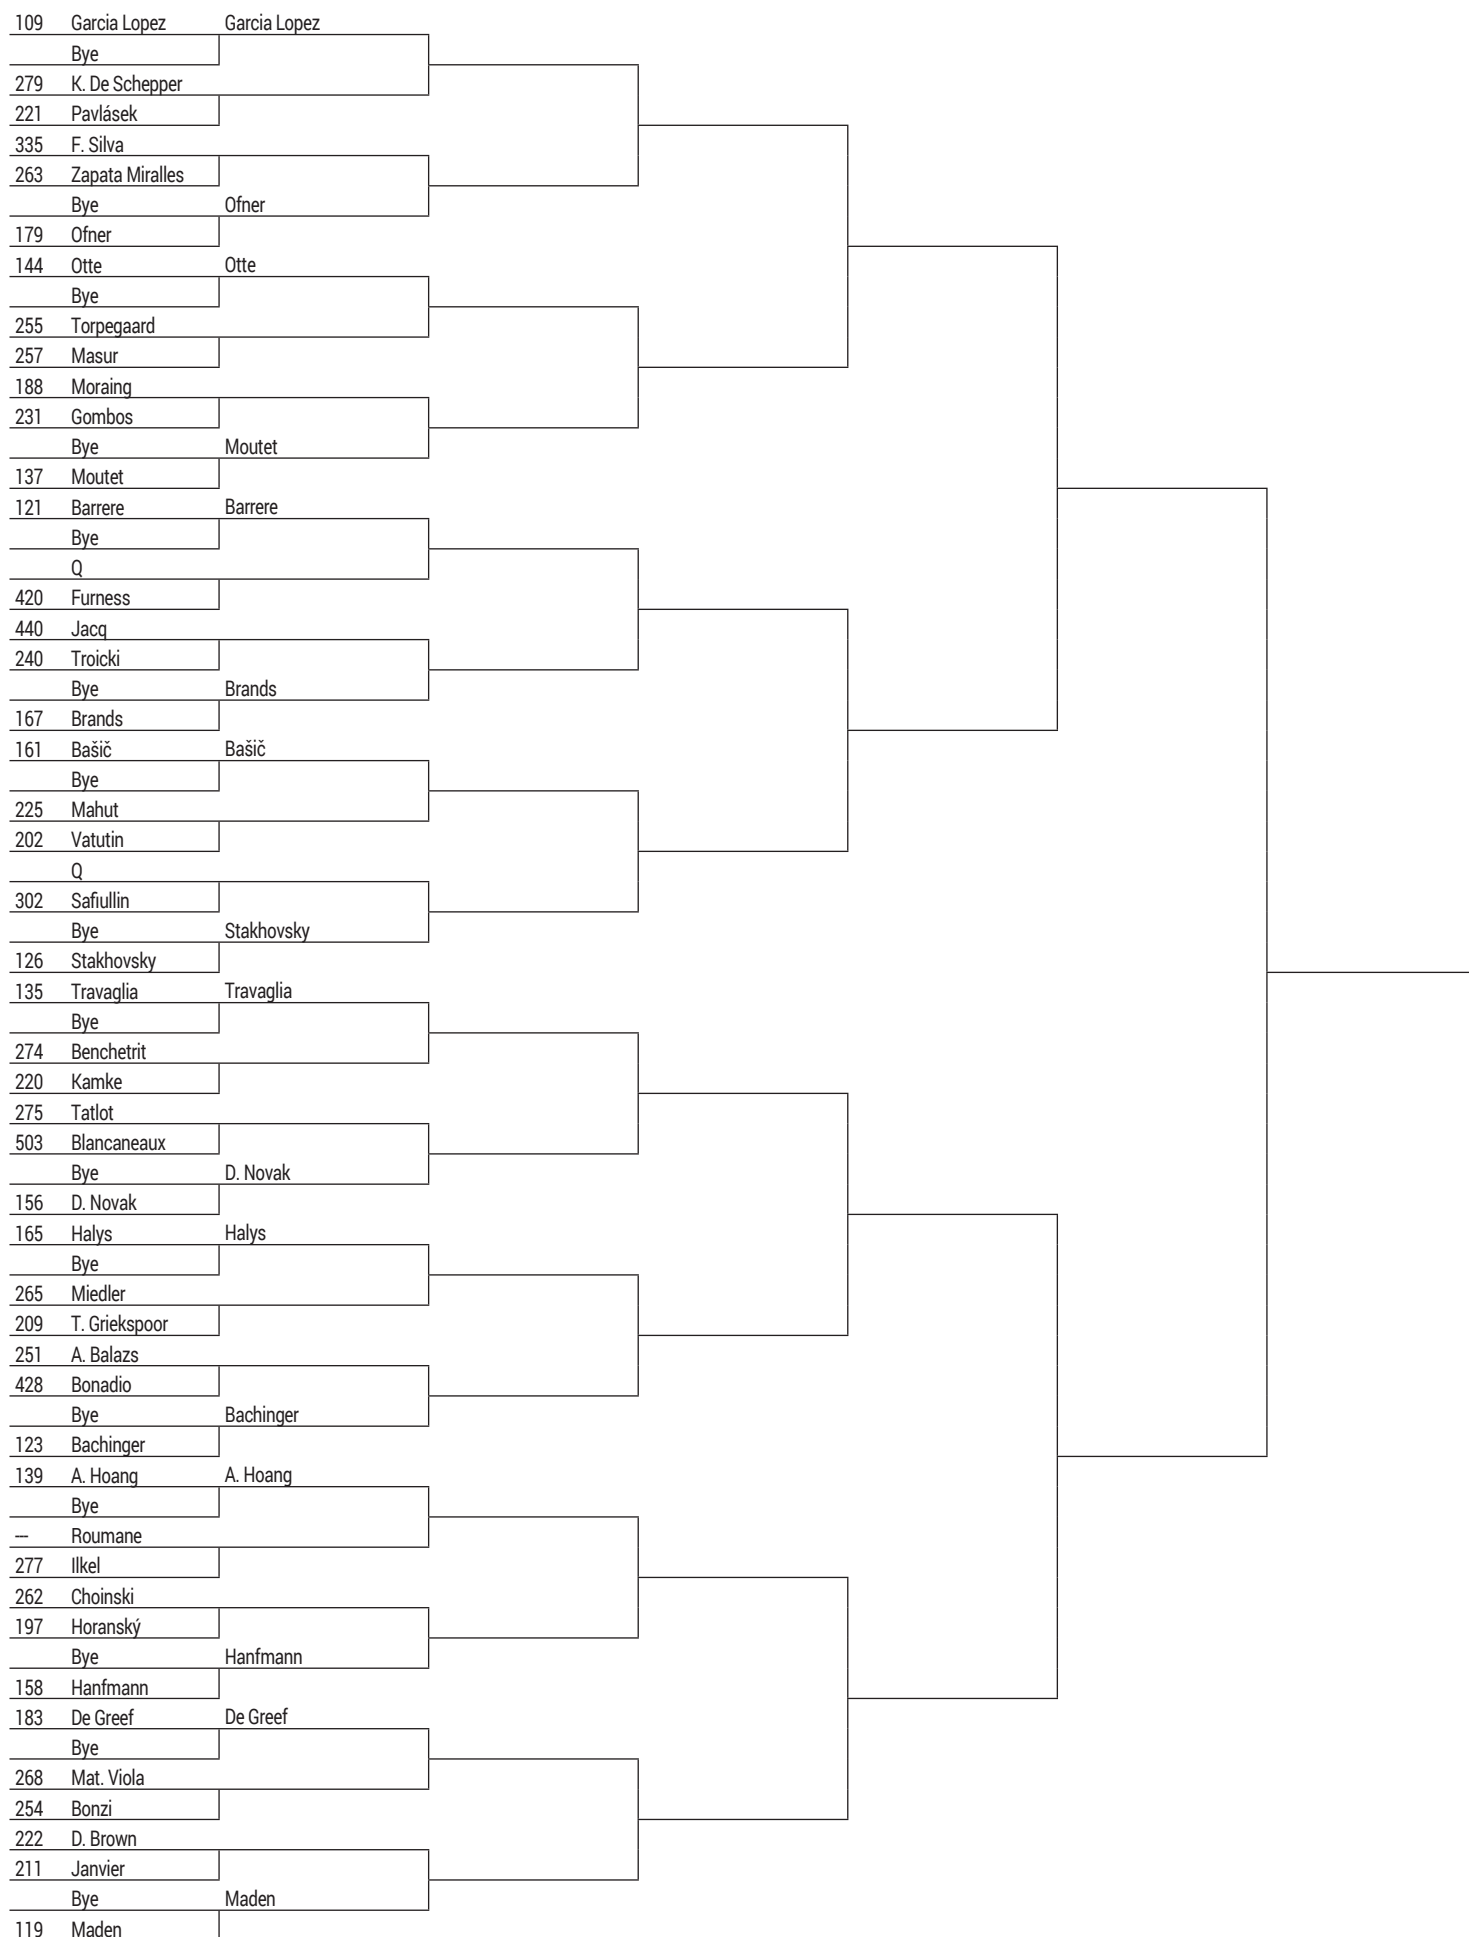 109 Garcia Lopez Garcia Lopez
Bye
279 K. De Schepper
221 Pavlásek
335 F. Silva
263 Zapata Miralles
Bye Ofner
179 Ofner
144 Otte Otte
Bye
255 Torpegaard
257 Masur
188 Moraing
231 Gombos
Bye Moutet
137 Moutet
121 Barrere Barrere
Bye
Q
420 Furness
440 Jacq
240 Troicki
Bye Brands
167 Brands
161 Bašič Bašič
Bye
225 Mahut
202 Vatutin
Q
302 Safiullin
Bye Stakhovsky
126 Stakhovsky
135 Travaglia Travaglia
Bye
274 Benchetrit
220 Kamke
275 Tatlot
503 Blancaneaux
Bye D. Novak
156 D. Novak
165 Halys Halys
Bye
265 Miedler
209 T. Griekspoor
251 A. Balazs
428 Bonadio
Bye Bachinger
123 Bachinger
139 A. Hoang A. Hoang
Bye
--- Roumane
277 Ilkel
262 Choinski
197 Horanský
Bye Hanfmann
158 Hanfmann
183 De Greef De Greef
Bye
268 Mat. Viola
254 Bonzi
222 D. Brown
211 Janvier
Bye Maden
119 Maden